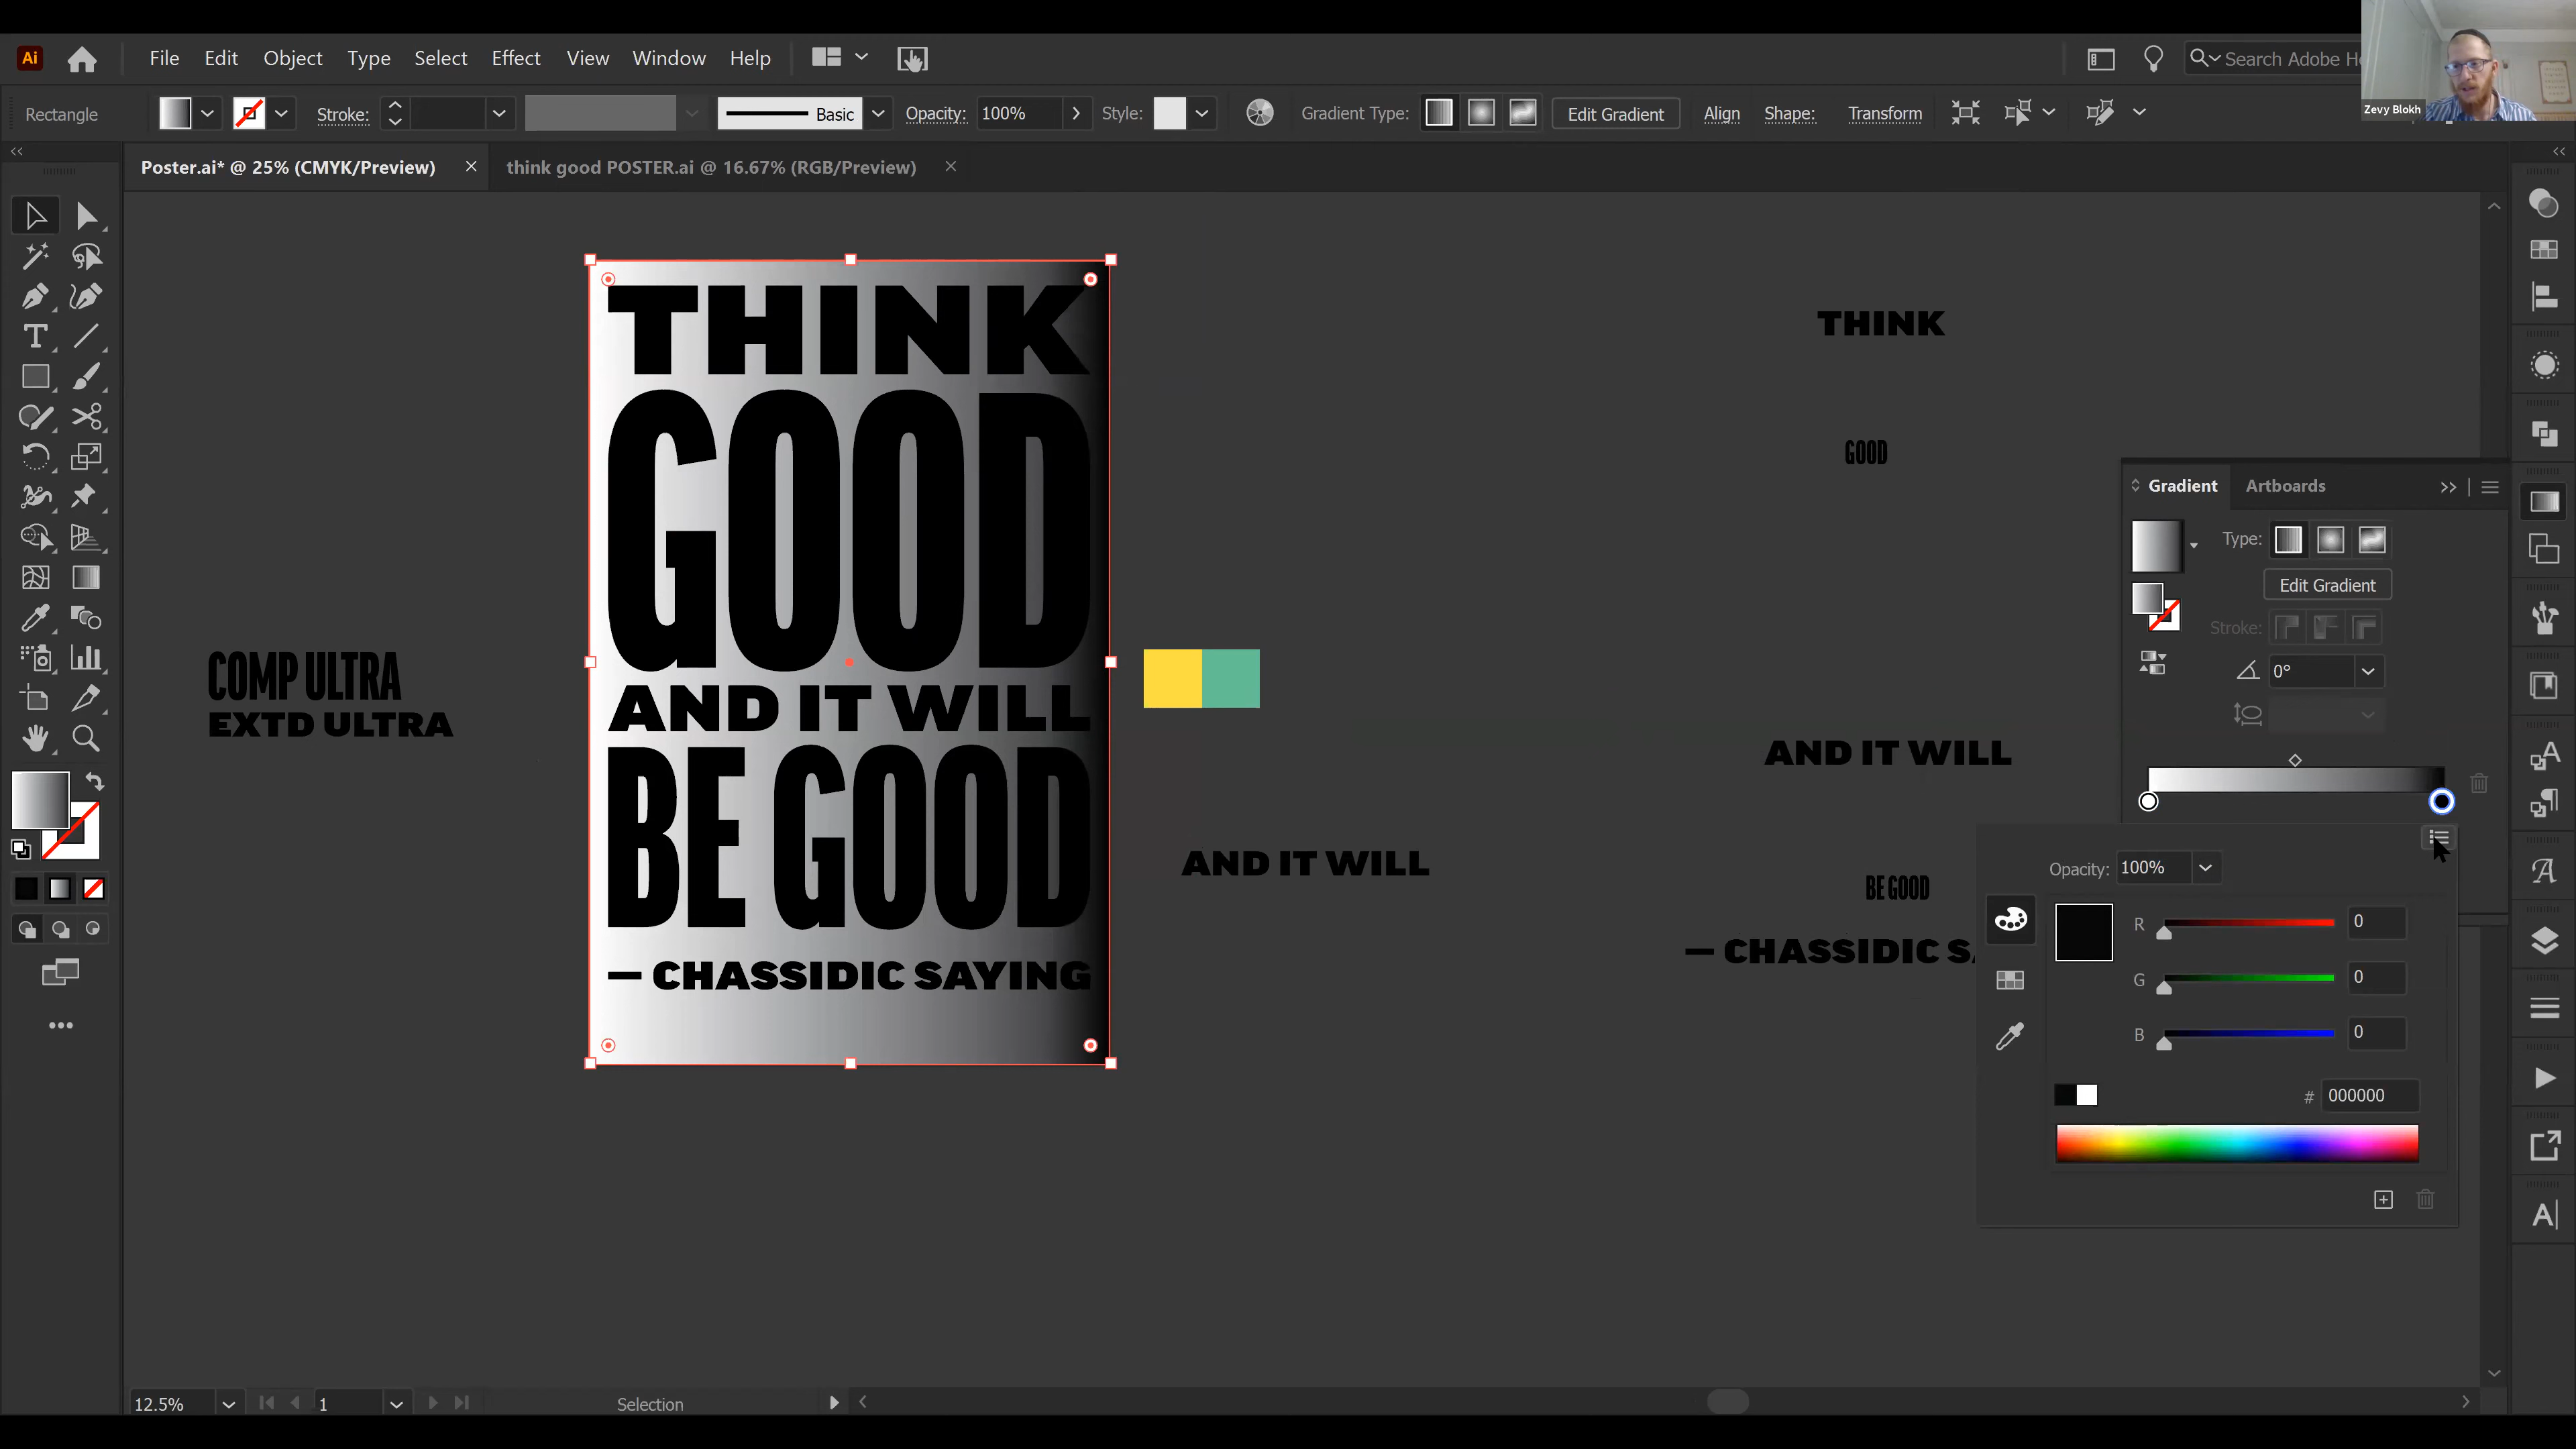 Ai File Edit Object Type Select Effect View Window Help Search Adobe He
Zevy Blokh
Rectangle Stroke: Basic Opacity: 100% Style: Gradient Type: Edit Gradient Align Shape: Transform
Poster.ai* @ 25% (CMYK/Preview) think good POSTER.ai @ 16.67% (RGB/Preview)
THINK
GOOD
AND IT WILL
BE GOOD
— CHASSIDIC SAYING
COMP ULTRA
EXTD ULTRA
THINK
GOOD
AND IT WILL
AND IT WILL
BE GOOD
— CHASSIDIC SA
Gradient Artboards
Type:
Edit Gradient
Stroke:
0°
Opacity: 100%
R 0
G 0
B 0
# 000000
12.5% 1 Selection